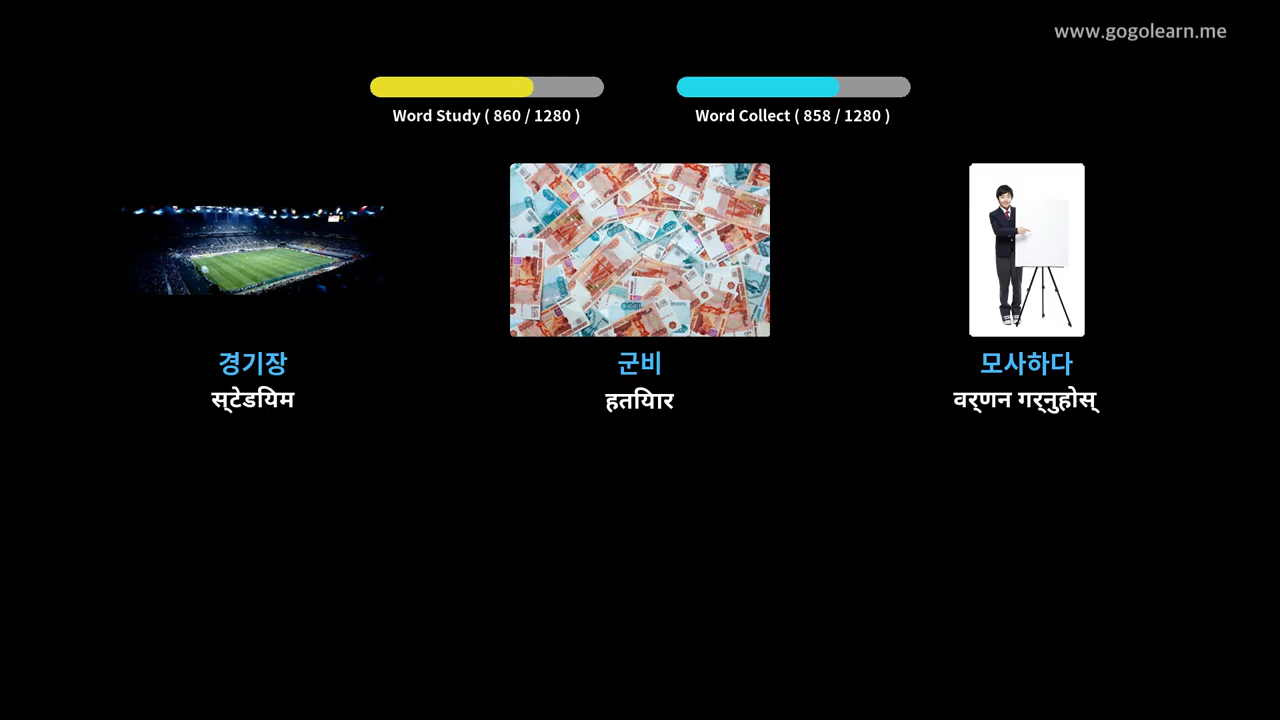 www.gogolearn.me
Word Study ( 860 / 1280 )
Word Collect ( 858 / 1280 )
경기장
군비
모사하다
स्टेडियम
हतियार
वर्णन गर्नुहोस्